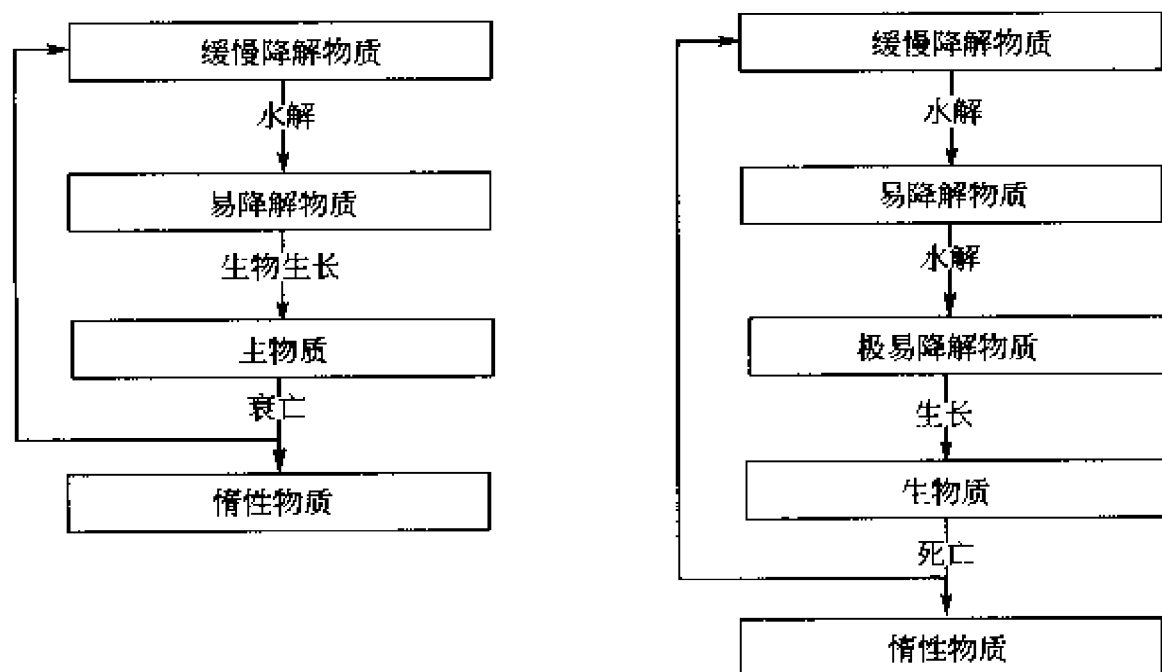 缓慢降解物质
水解
易降解物质
生物生长
主物质
衰亡
惰性物质
缓慢降解物质
水解
易降解物质
水解
极易降解物质
生长
生物质
死亡
惰性物质